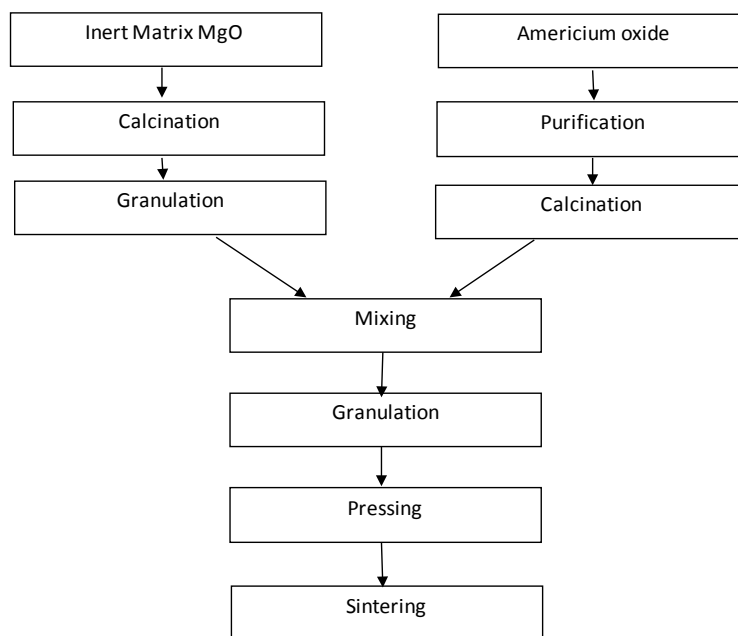 Inert Matrix MgO
Americium oxide
Calcination
Purification
Granulation
Calcination
Mixing
Granulation
Pressing
Sintering